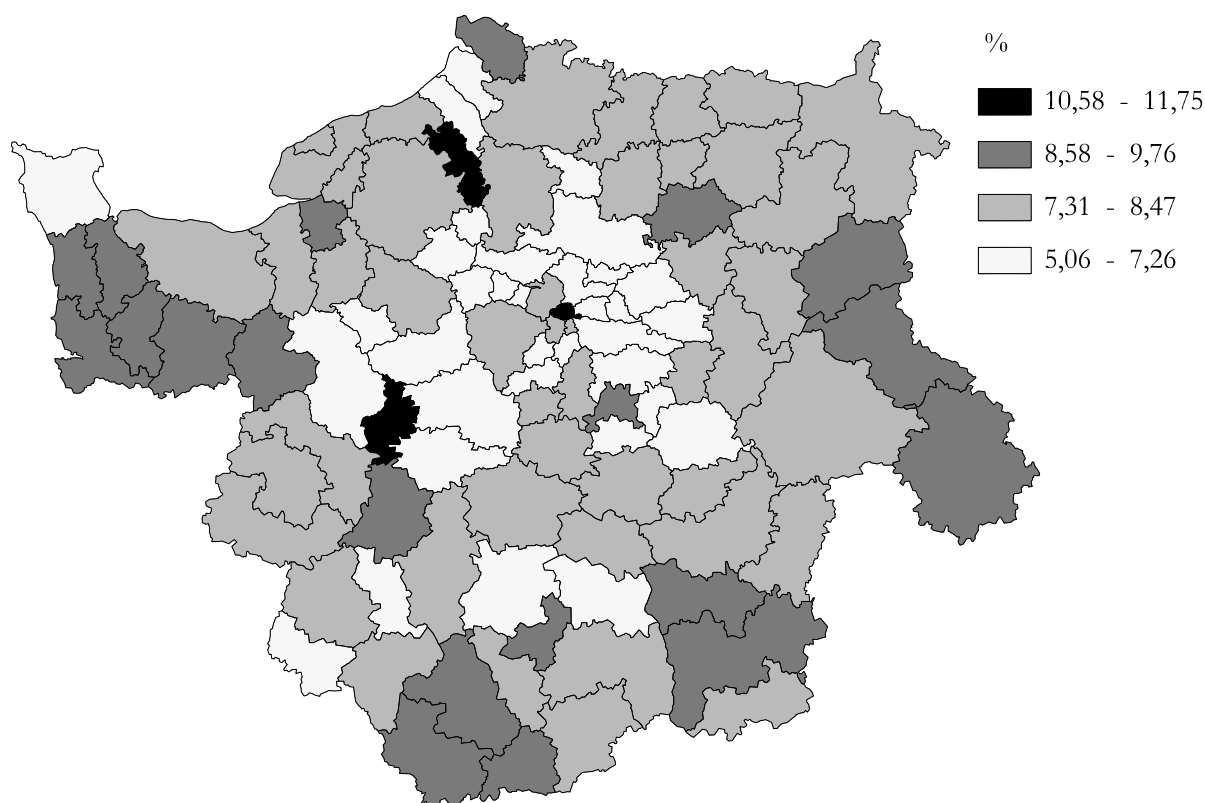 %
10,58 - 11,75
8,58 - 9,76
7,31 - 8,47
5,06 - 7,26